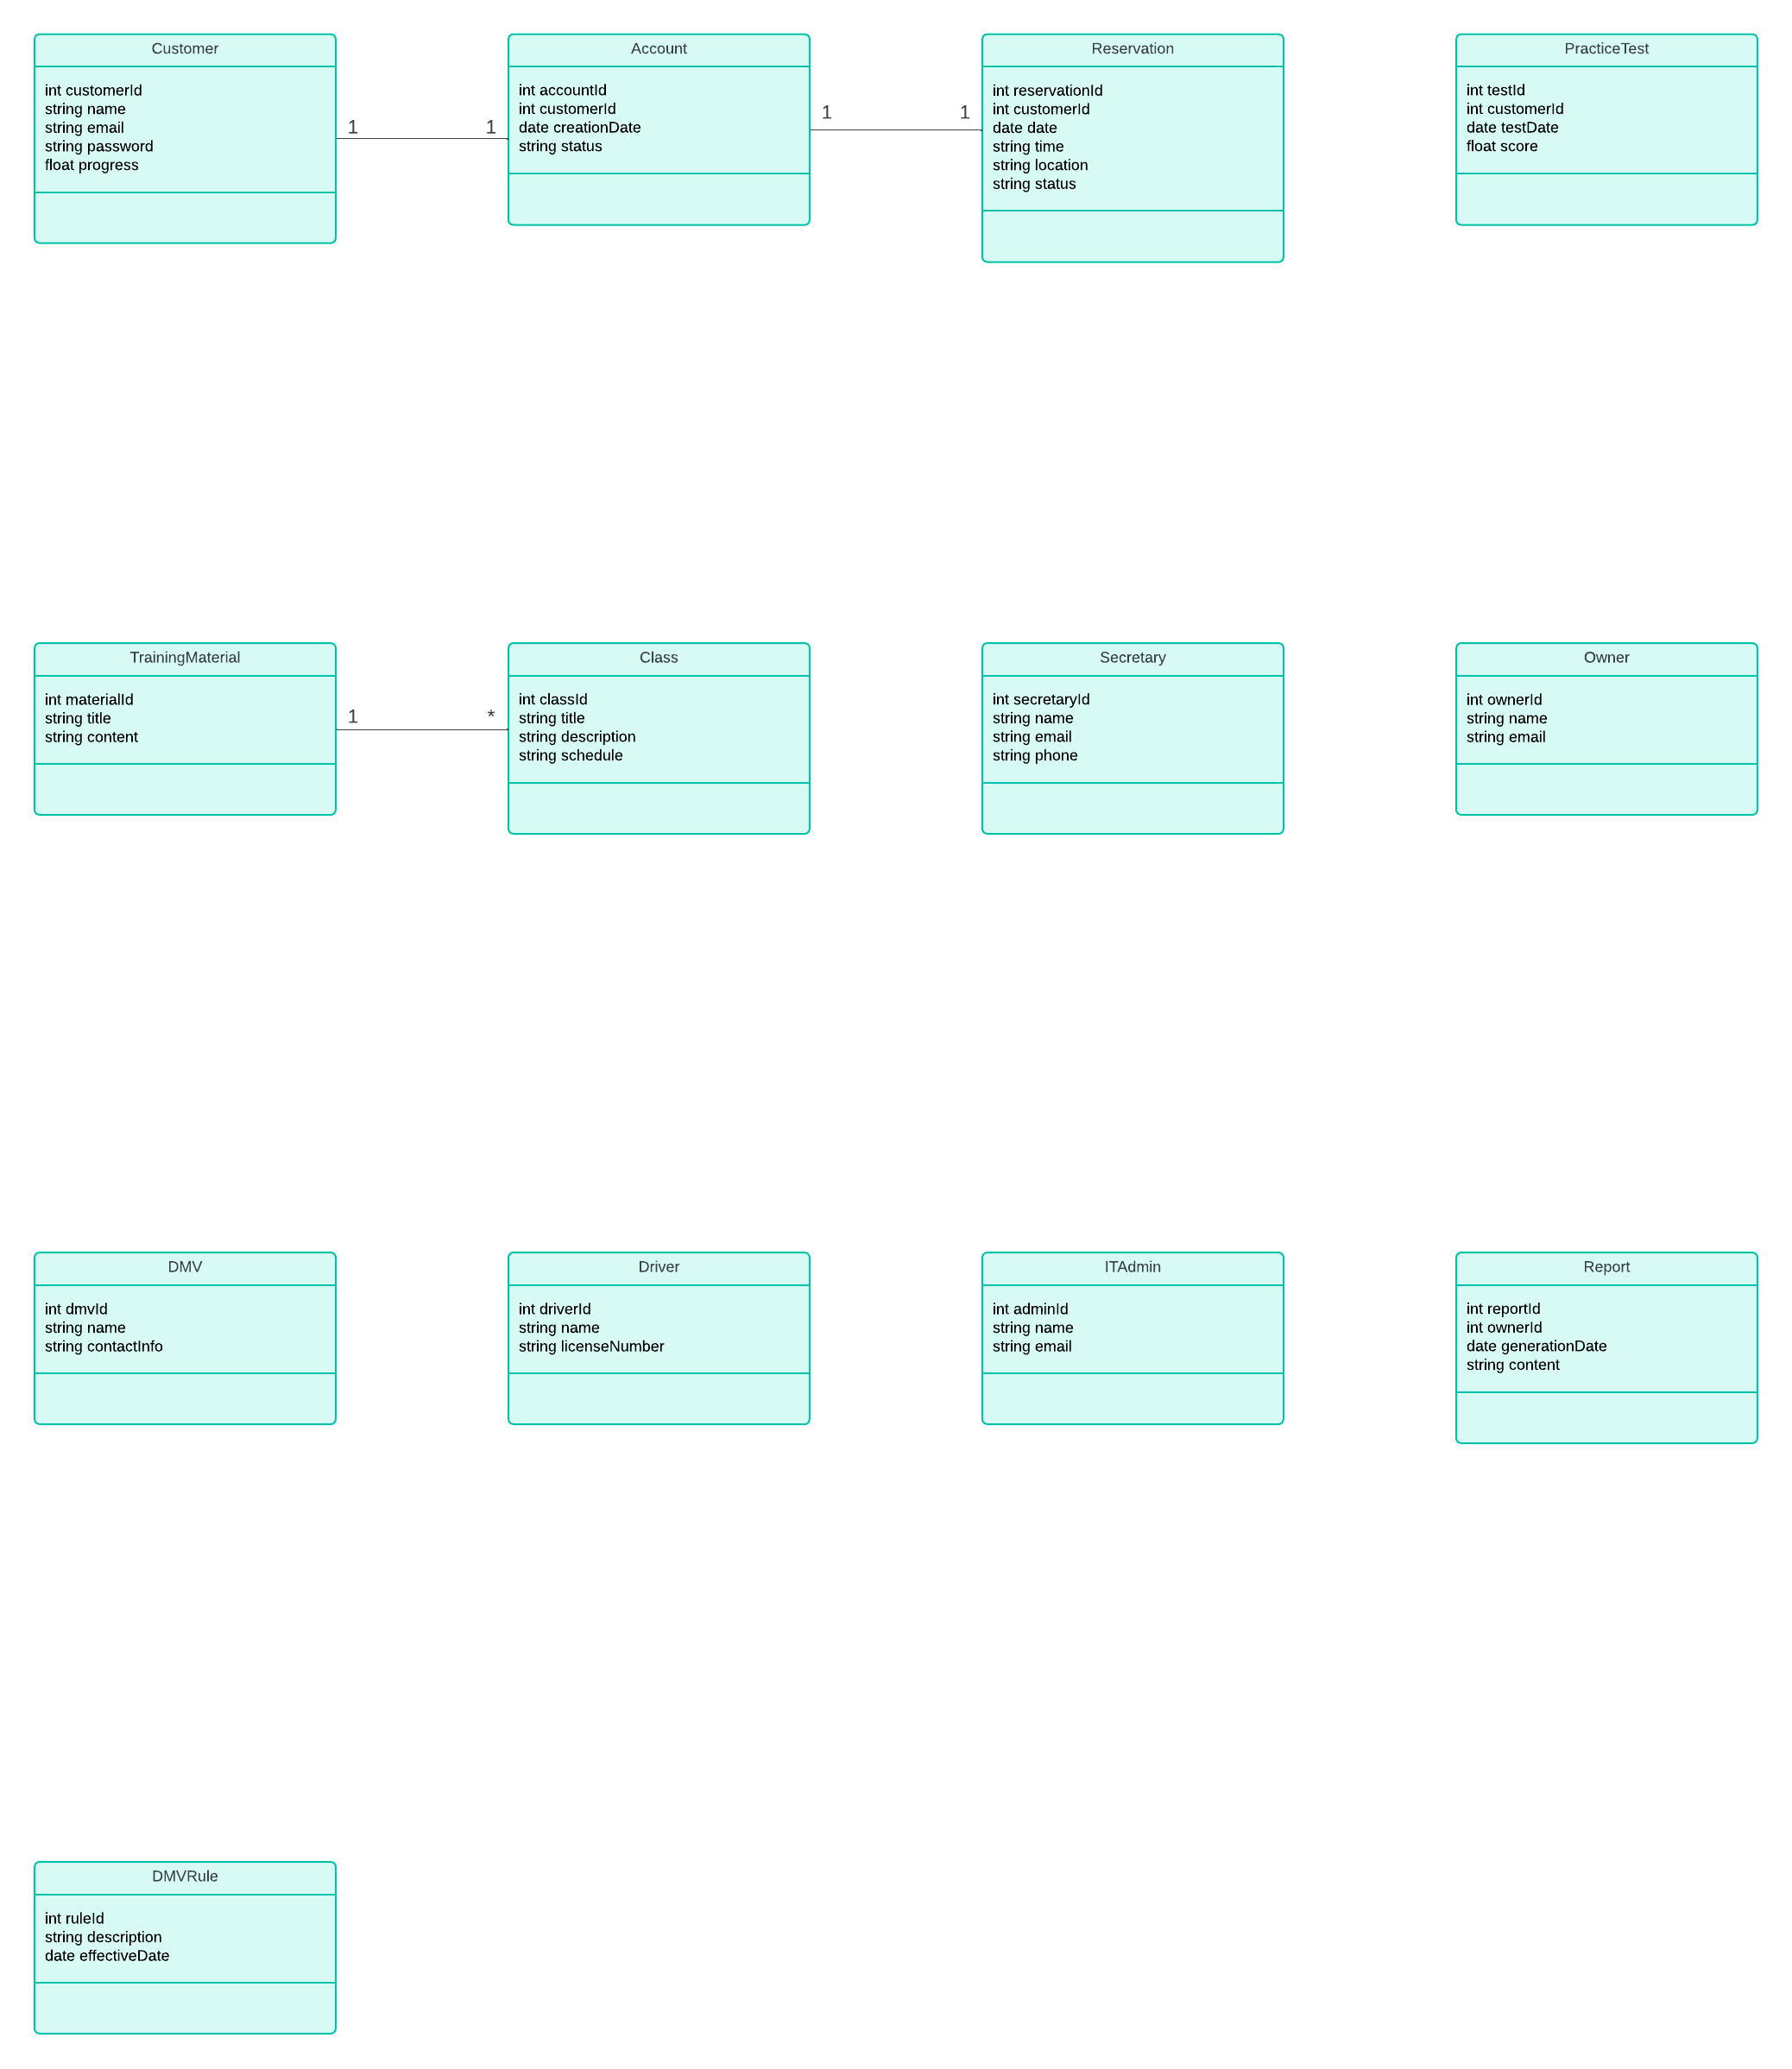 Customer
int customerId
string name
string email
string password
float progress
1
1
Account
int accountId
int customerId
date creationDate
string status
1
1
Reservation
int reservationId
int customerId
date date
string time
string location
string status
PracticeTest
int testId
int customerId
date testDate
float score
TrainingMaterial
int materialId
string title
string content
1
*
Class
int classId
string title
string description
string schedule
Secretary
int secretaryId
string name
string email
string phone
Owner
int ownerId
string name
string email
DMV
int dmvId
string name
string contactInfo
Driver
int driverId
string name
string licenseNumber
ITAdmin
int adminId
string name
string email
Report
int reportId
int ownerId
date generationDate
string content
DMVRule
int ruleId
string description
date effectiveDate